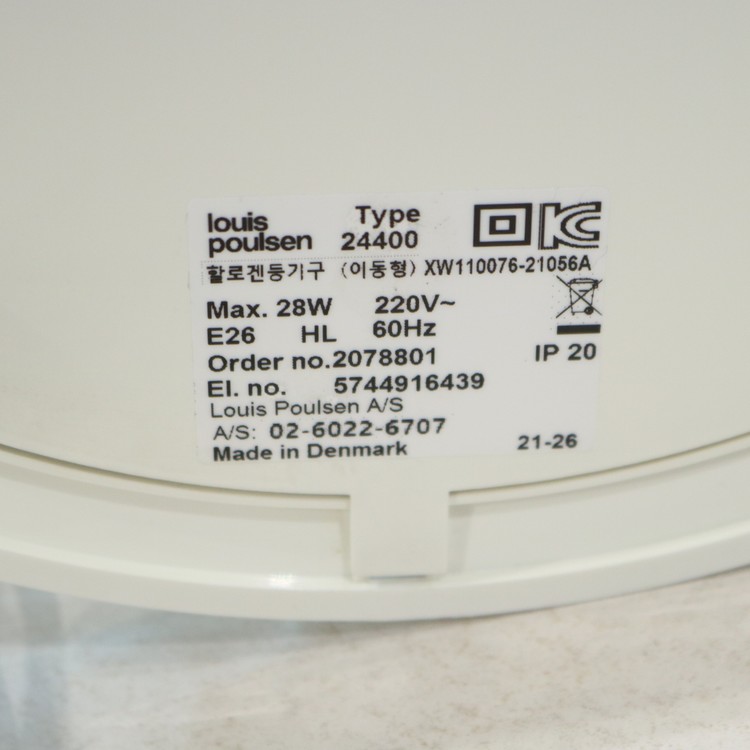 louis
poulsen
Type
24400
KC
할로겐등기구 (이동형) XW110076-21056A
Max. 28W 220V~
E26 HL 60Hz
Order no.2078801 IP 20
El. no. 5744916439
Louis Poulsen A/S
A/S: 02-6022-6707
Made in Denmark 21-26